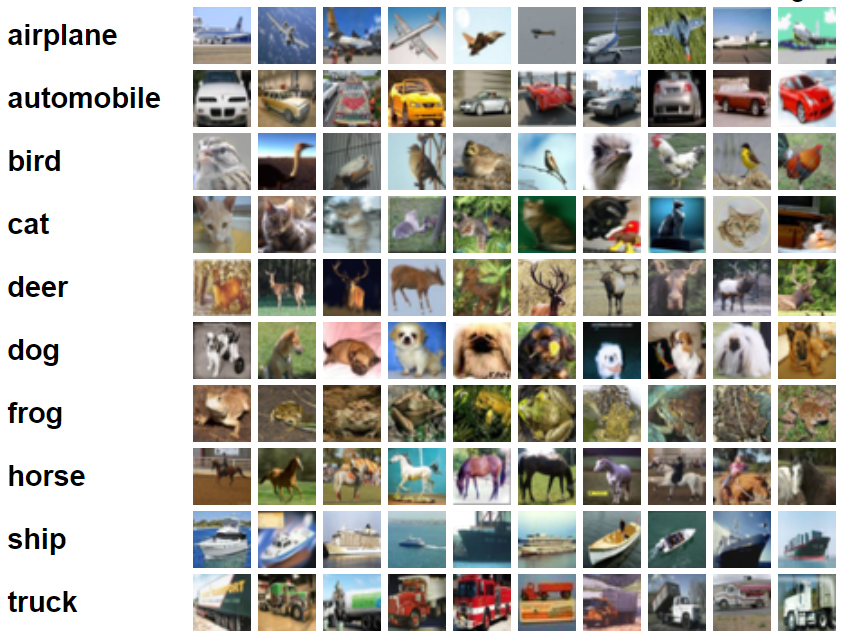 airplane
automobile
bird
cat
deer
dog
frog
horse
ship
truck